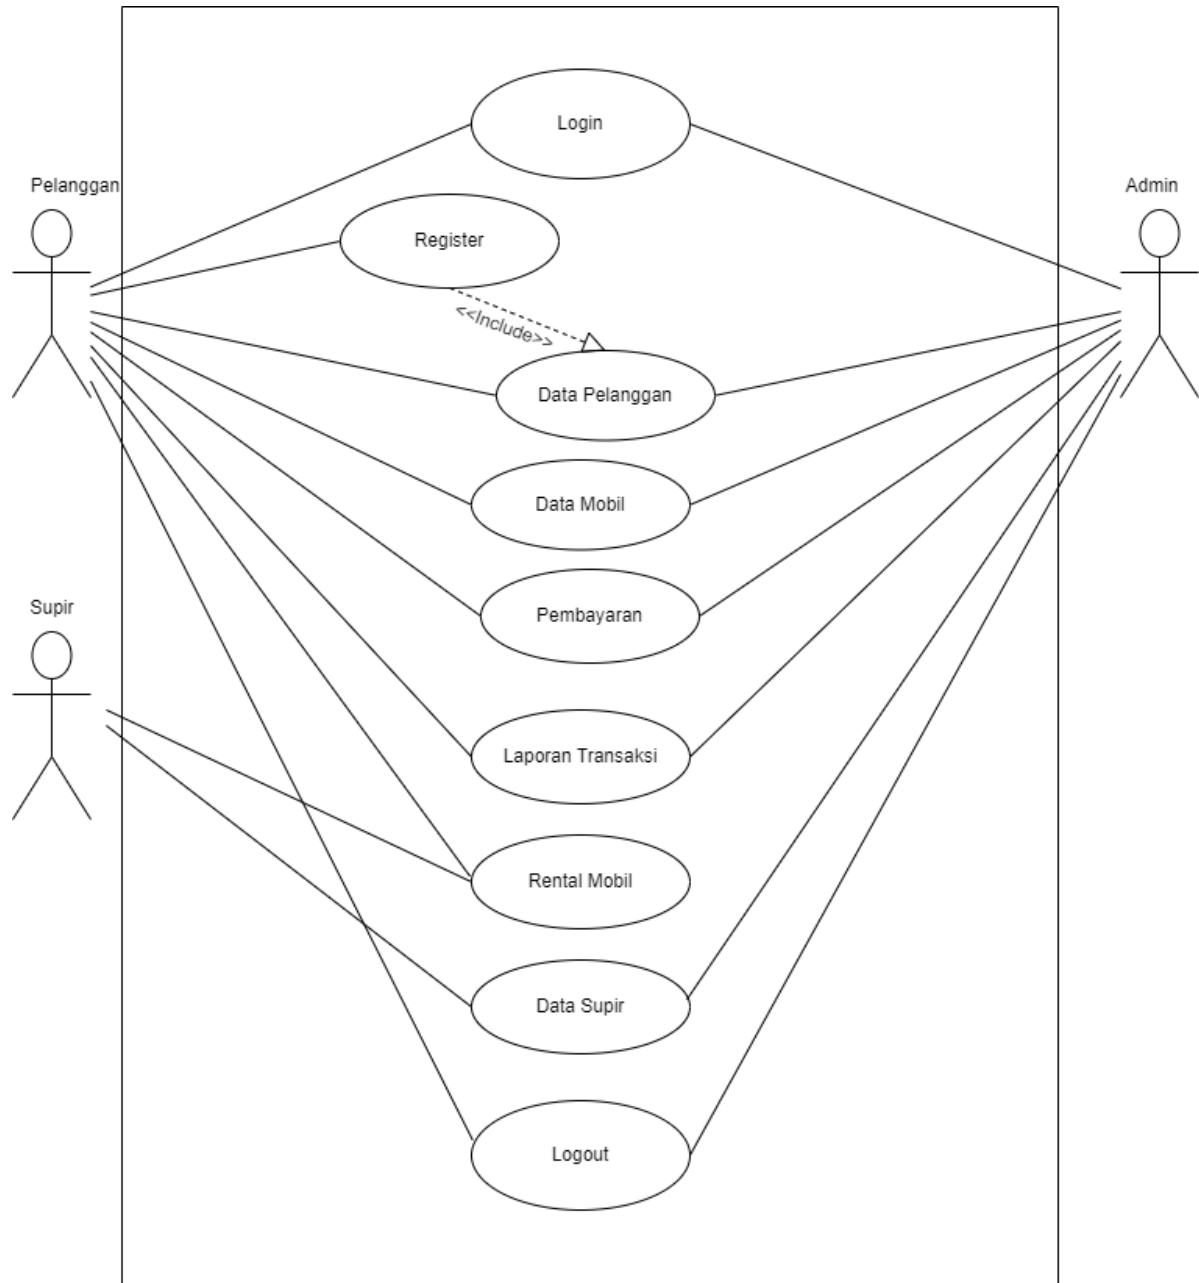 Login
Pelanggan
Admin
Register
<<Include>>
Data Pelanggan
Data Mobil
Pembayaran
Supir
Laporan Transaksi
Rental Mobil
Data Supir
Logout